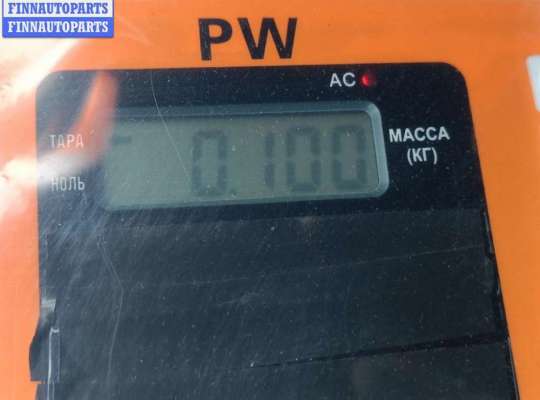 FINNAUTOPARTS
FINNAUTOPARTS
PW
AC
ТАРА
0.100
МАССА
НОЛЬ
(КГ)